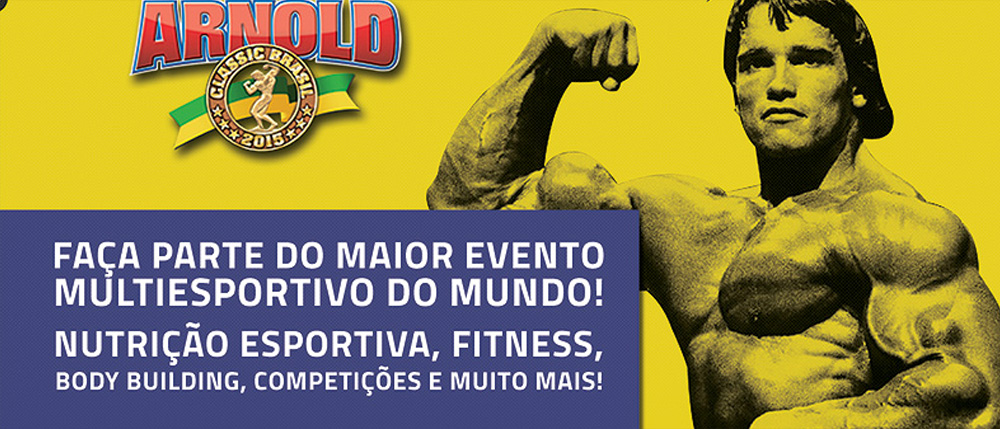 ARNOLD
CLASSIC BRASIL
2015
FAÇA PARTE DO MAIOR EVENTO
MULTIESPORTIVO DO MUNDO!
NUTRIÇÃO ESPORTIVA, FITNESS,
BODY BUILDING, COMPETIÇÕES E MUITO MAIS!